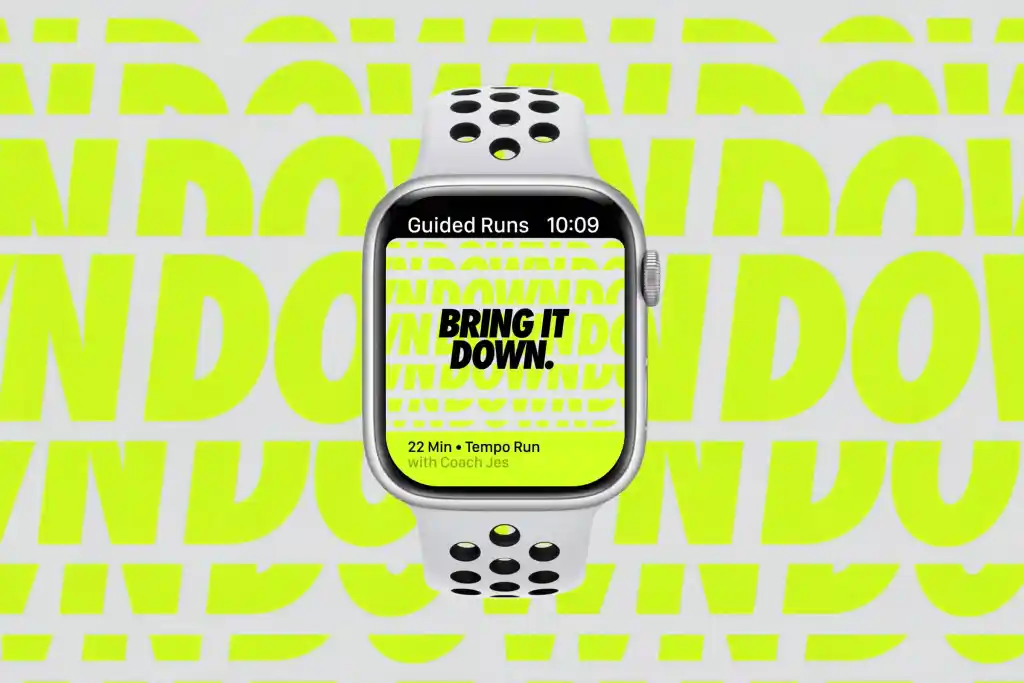 Guided Runs 10:09
BRING IT
DOWN.
22 Min • Tempo Run
with Coach Jes